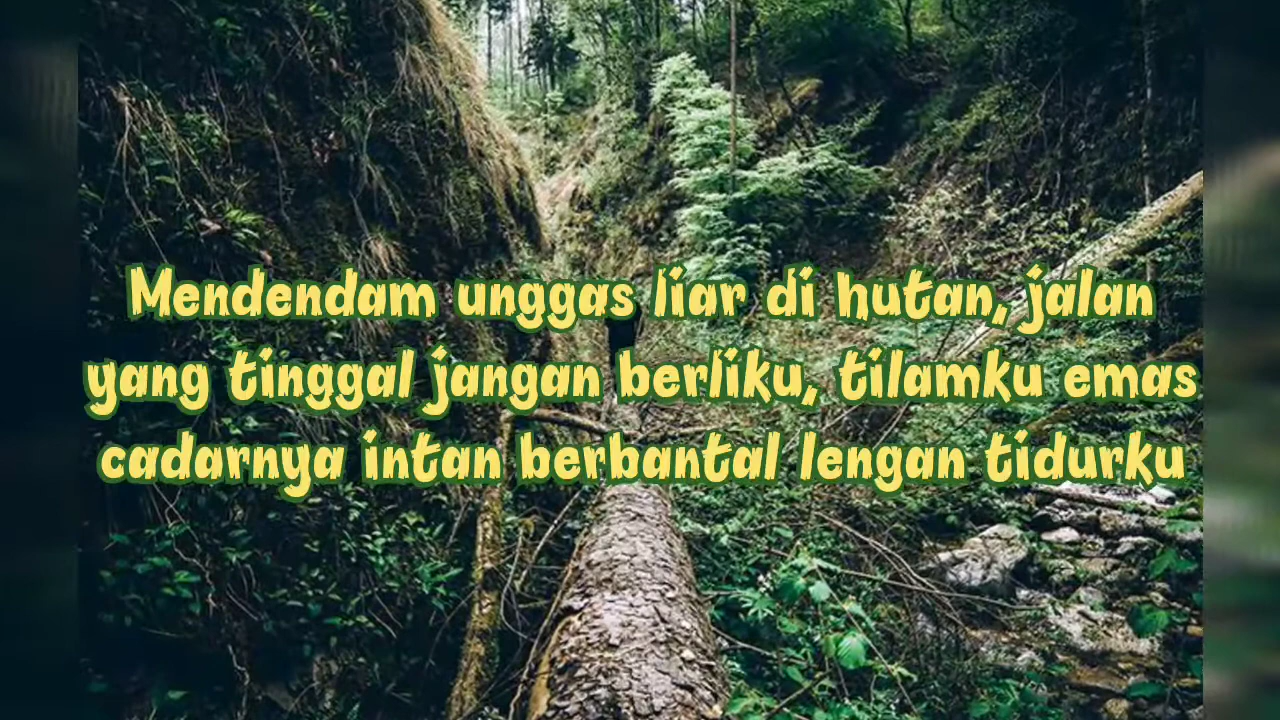 Mendendam unggas liar di hutan, jalan
yang tinggal jangan berliku, tilamku emas
cadarnya intan berbantal lengan tidurku